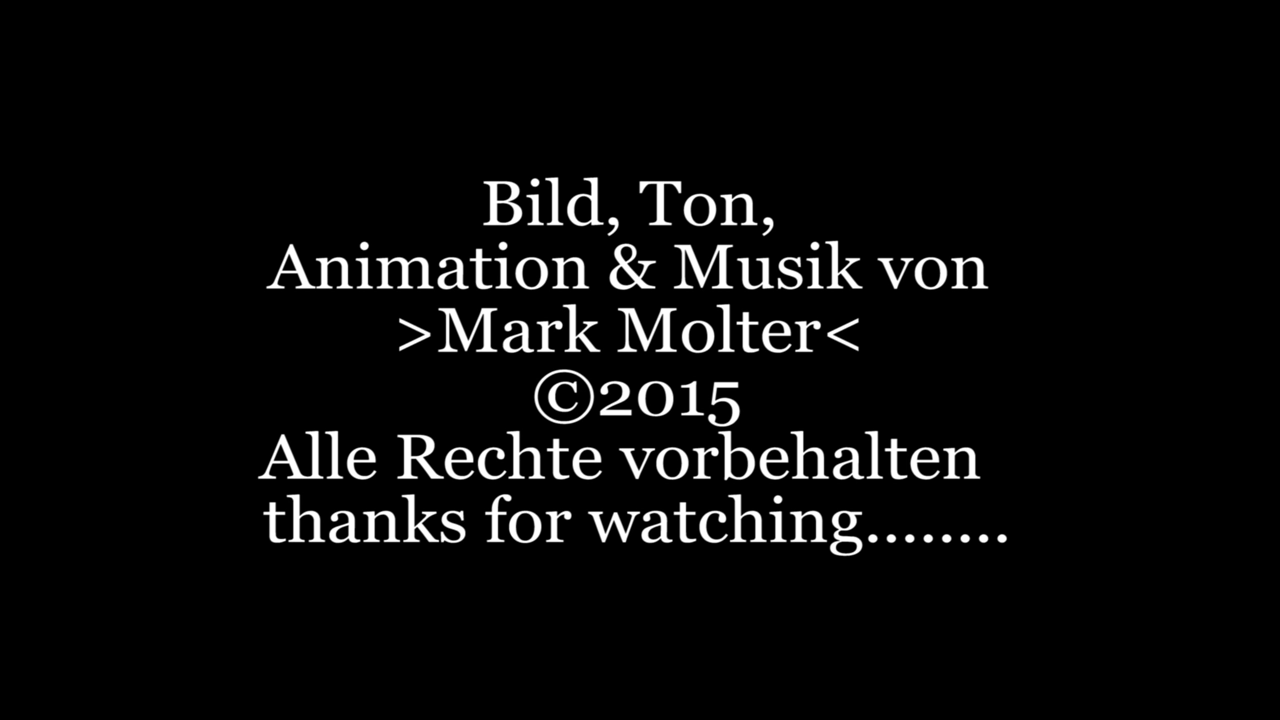 Bild, Ton,
Animation & Musik von
>Mark Molter<
©2015
Alle Rechte vorbehalten
thanks for watching........